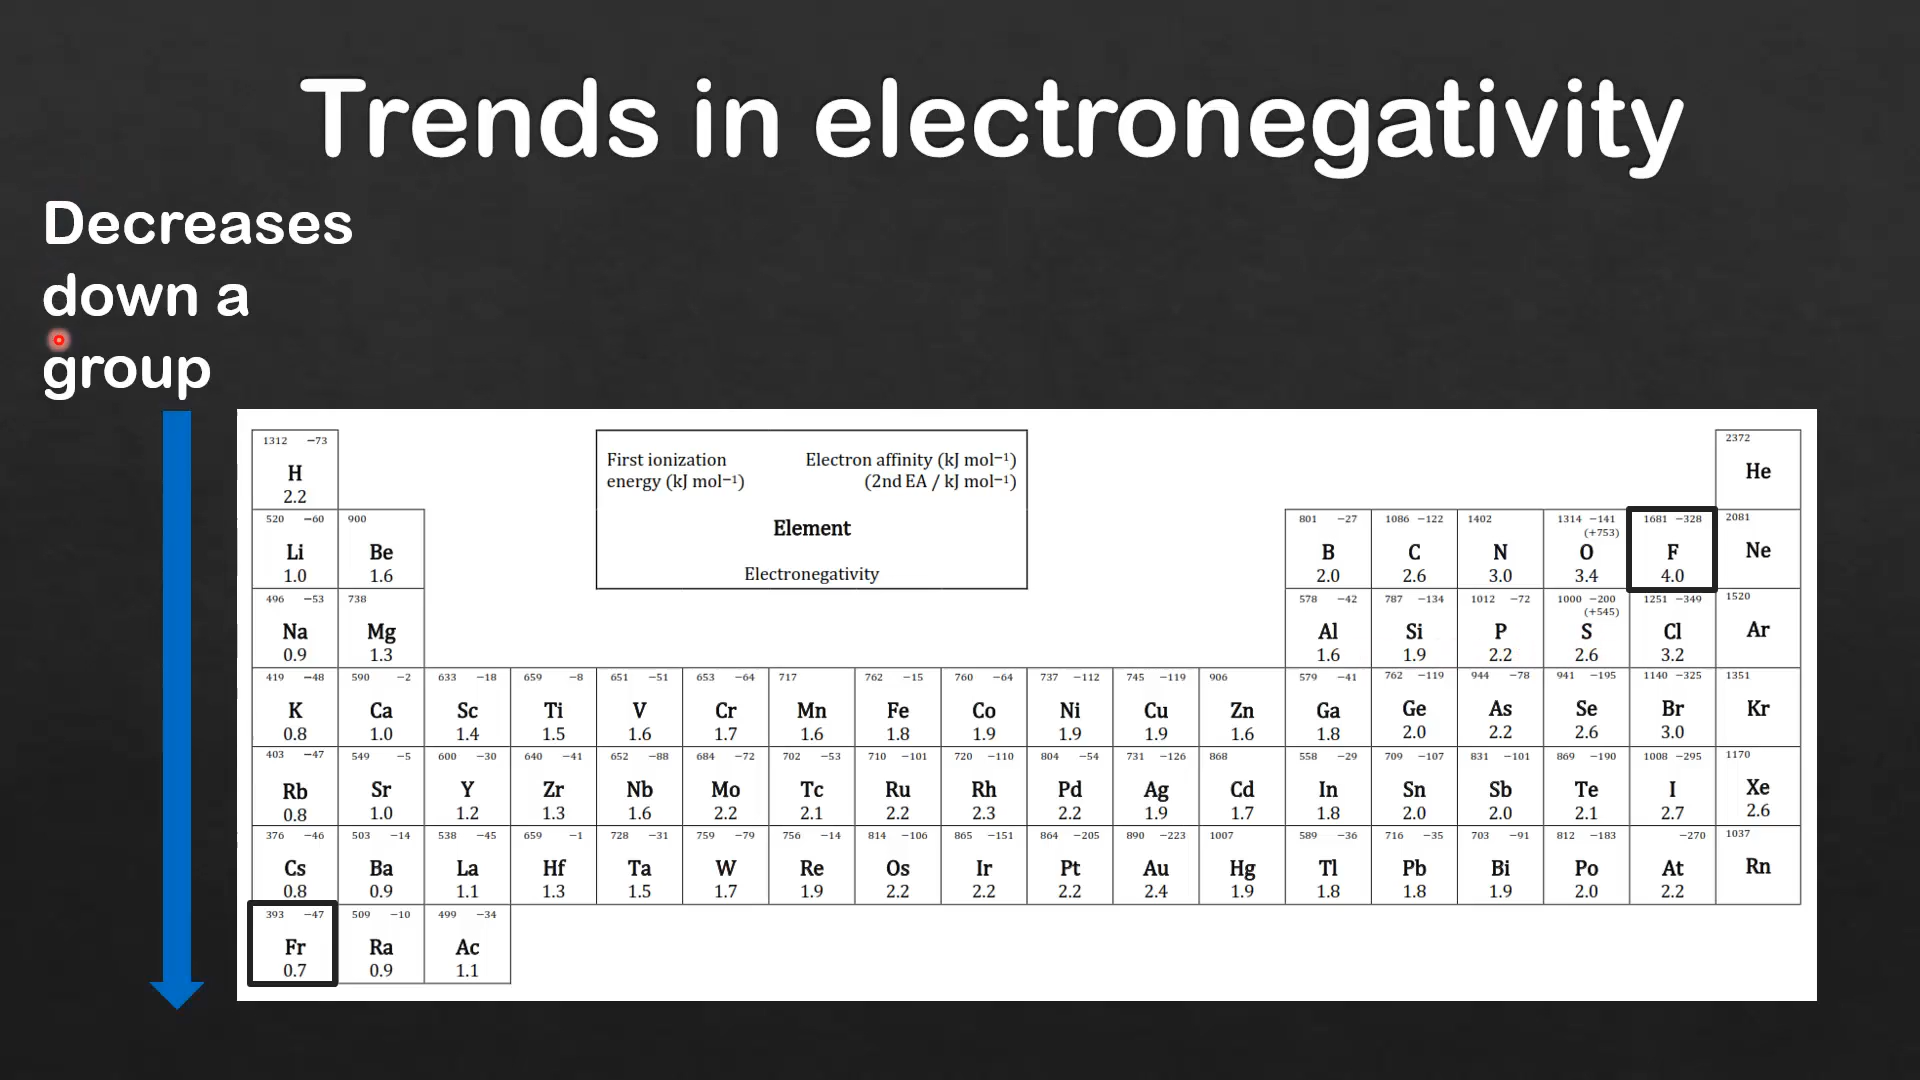 Trends in electronegativity
Decreases
down a
group
1312 −73
H
2.2
First ionization
energy (kJ mol⁻¹)
Electron affinity (kJ mol⁻¹)
(2nd EA / kJ mol⁻¹)
Element
Electronegativity
2372
He
520 −60
Li
1.0
900
Be
1.6
801 −27
B
2.0
1086 −122
C
2.6
1402
N
3.0
1314 −141
(+753)
O
3.4
1681 −328
F
4.0
2081
Ne
496 −53
Na
0.9
738
Mg
1.3
578 −42
Al
1.6
787 −134
Si
1.9
1012 −72
P
2.2
1000 −200
(+545)
S
2.6
1251 −349
Cl
3.2
1520
Ar
419 −48
K
0.8
590 −2
Ca
1.0
633 −18
Sc
1.4
659 −8
Ti
1.5
651 −51
V
1.6
653 −64
Cr
1.7
717
Mn
1.6
762 −15
Fe
1.8
760 −64
Co
1.9
737 −112
Ni
1.9
745 −119
Cu
1.9
906
Zn
1.6
579 −41
Ga
1.8
762 −119
Ge
2.0
944 −78
As
2.2
941 −195
Se
2.6
1140 −325
Br
3.0
1351
Kr
403 −47
Rb
0.8
549 −5
Sr
1.0
600 −30
Y
1.2
640 −41
Zr
1.3
652 −88
Nb
1.6
684 −72
Mo
2.2
702 −53
Tc
2.1
710 −101
Ru
2.2
720 −110
Rh
2.3
804 −54
Pd
2.2
731 −126
Ag
1.9
868
Cd
1.7
558 −29
In
1.8
709 −107
Sn
2.0
831 −101
Sb
2.0
869 −190
Te
2.1
1008 −295
I
2.7
1170
Xe
2.6
376 −46
Cs
0.8
503 −14
Ba
0.9
538 −45
La
1.1
659 −1
Hf
1.3
728 −31
Ta
1.5
759 −79
W
1.7
756 −14
Re
1.9
814 −106
Os
2.2
865 −151
Ir
2.2
864 −205
Pt
2.2
890 −223
Au
2.4
1007
Hg
1.9
589 −36
Tl
1.8
716 −35
Pb
1.8
703 −91
Bi
1.9
812 −183
Po
2.0
−270
At
2.2
1037
Rn
393 −47
Fr
0.7
509 −10
Ra
0.9
499 −34
Ac
1.1